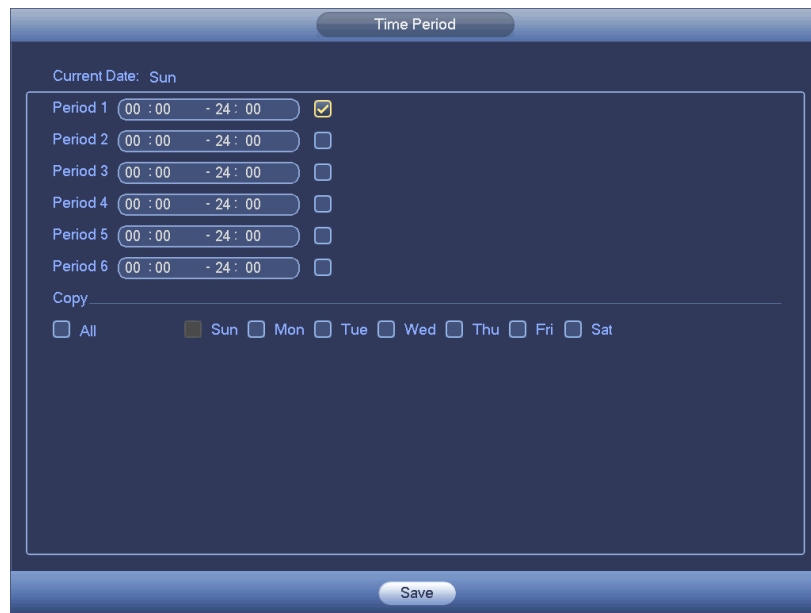 Time Period
Current Date: Sun
Period 1 00 :00 - 24 : 00
Period 2 00 :00 - 24 : 00
Period 3 00 :00 - 24 : 00
Period 4 00 :00 - 24 : 00
Period 5 00 :00 - 24 : 00
Period 6 00 :00 - 24 : 00
Copy
All Sun Mon Tue Wed Thu Fri Sat
Save